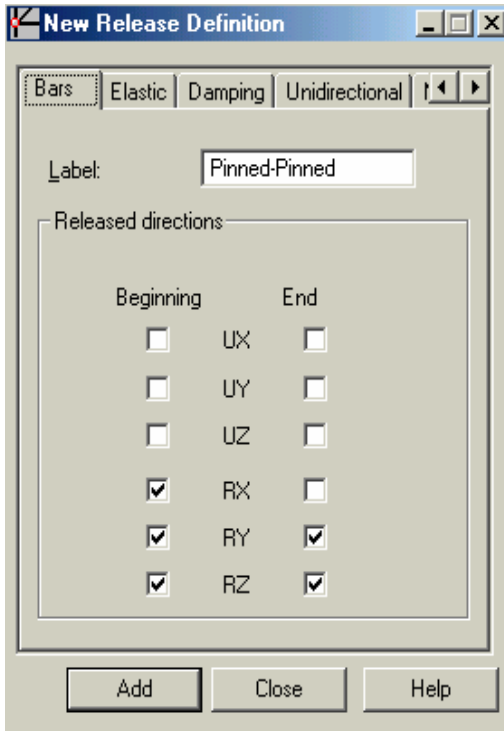 New Release Definition
Bars Elastic Damping Unidirectional
Label: Pinned-Pinned
Released directions
Beginning End
UX
UY
UZ
RX
RY
RZ
Add Close Help